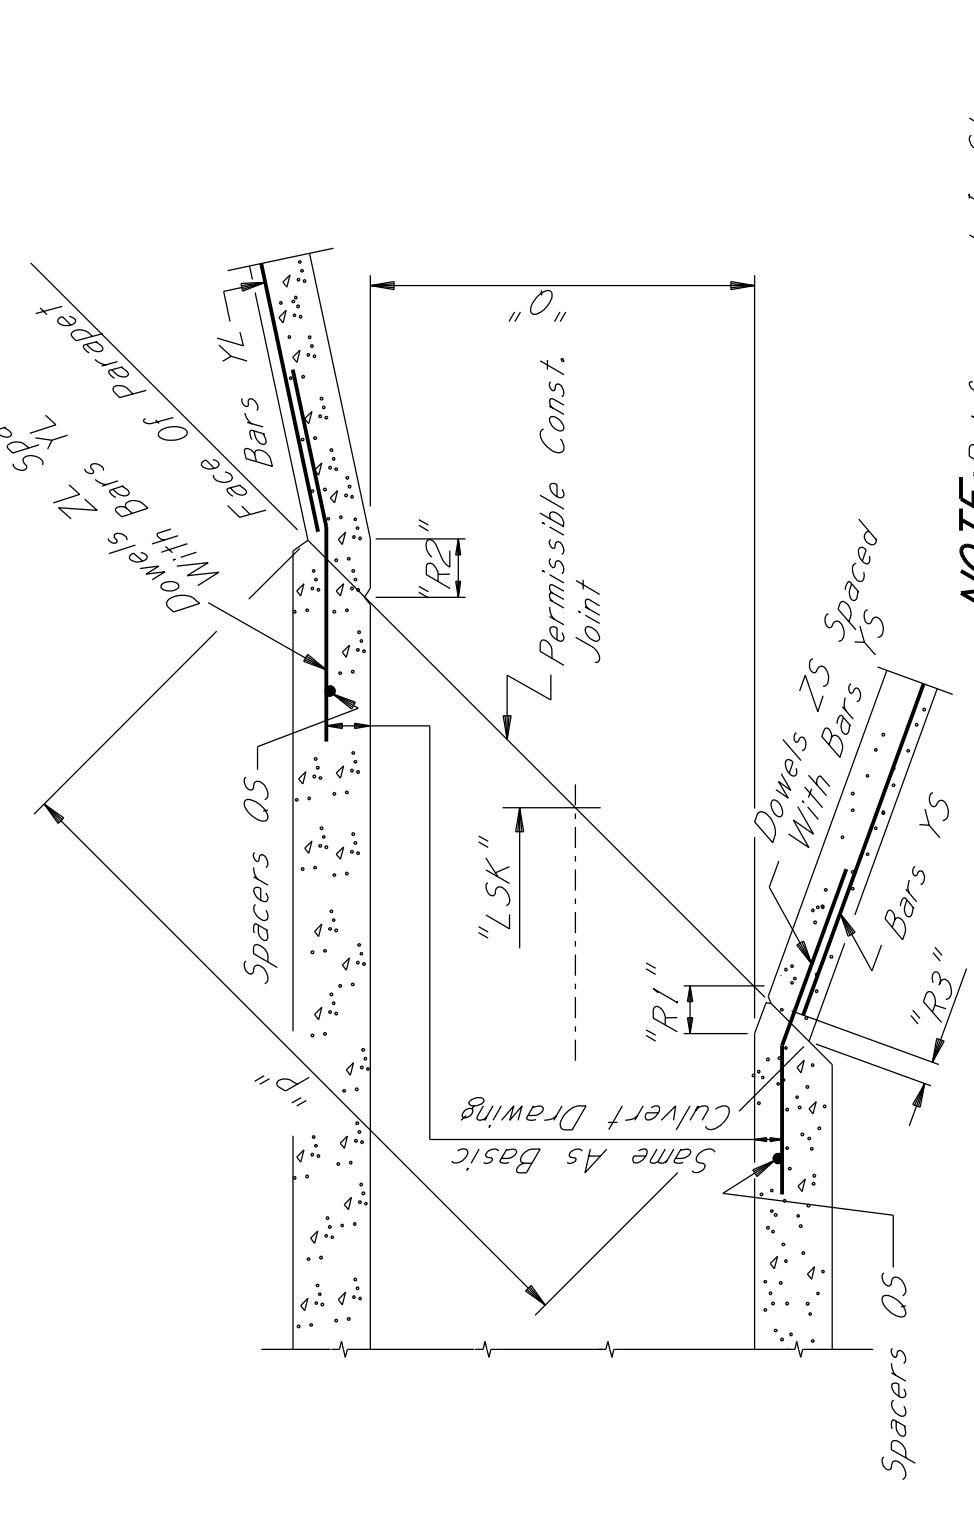 Face Of Parapet
Dowels ZL
With Bars YL
Bars YL
"O"
"R2"
Permissible Const.
Joint
Spacers QS
"LSK"
"P"
Dowels ZS Spaced
With Bars YS
Bars YS
"R1"
"R3"
Same As Basic
Culvert Drawing
Spacers QS
NOTE: